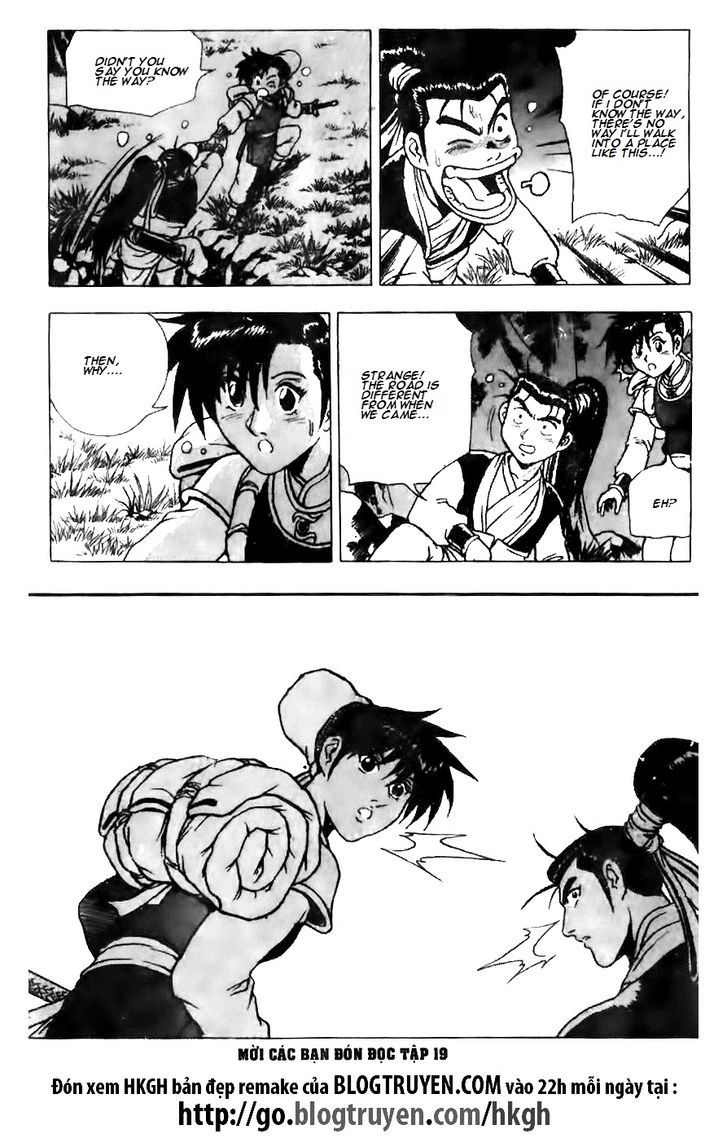 DIDN'T YOU
SAY YOU KNOW
THE WAY?
OF COURSE!
IF I DON'T
KNOW THE WAY,
THERE'S NO
WAY I'LL WALK
INTO A PLACE
LIKE THIS...!
THEN,
WHY....
STRANGE!
THE ROAD IS
DIFFERENT
FROM WHEN
WE CAME...
EH?
MỜI CÁC BẠN ĐÓN ĐỌC TẬP 19
Đón xem HKGH bản đẹp remake của BLOGTRUYEN.COM vào 22h mỗi ngày tại :
http://go.blogtruyen.com/hkgh